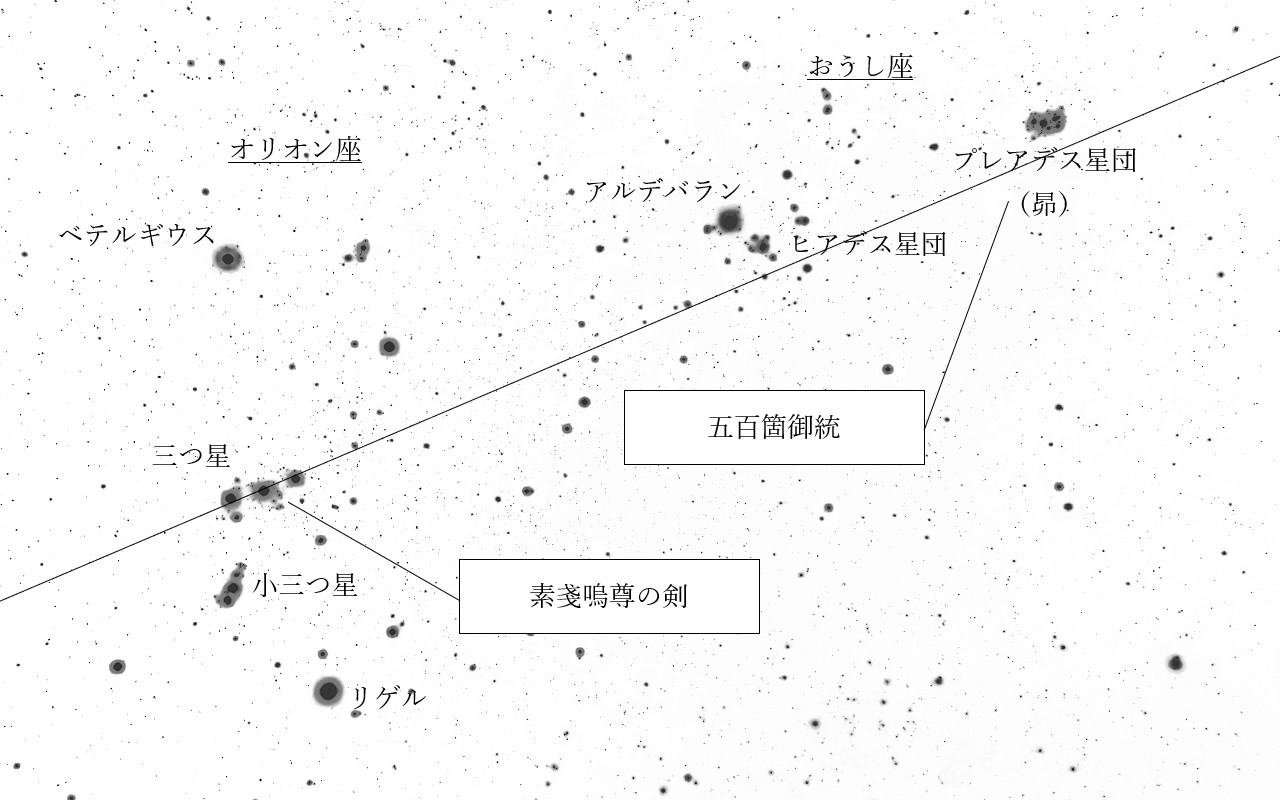 おうし座
オリオン座
プレアデス星団
（昴）
アルデバラン
ベテルギウス
ヒアデス星団
五百箇御統
三つ星
小三つ星
素戔嗚尊の剣
リゲル